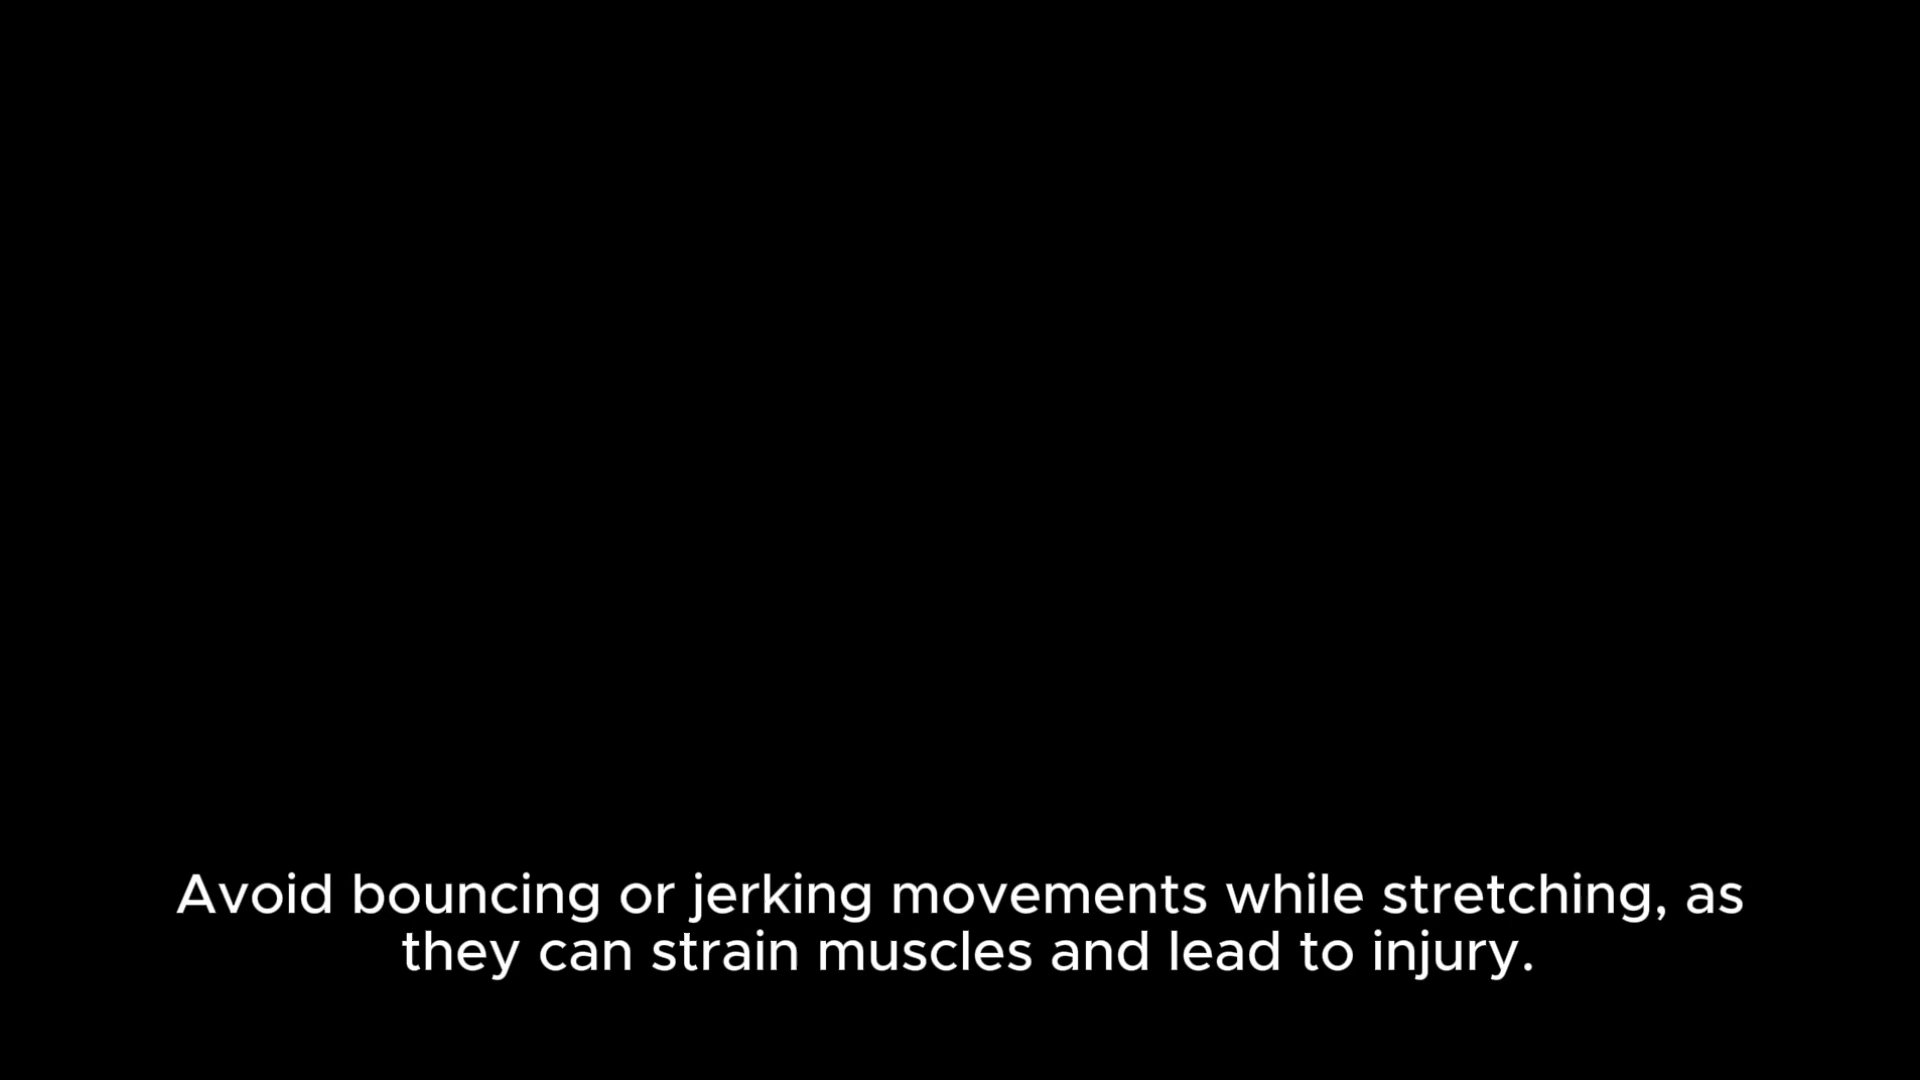 Avoid bouncing or jerking movements while stretching, as
they can strain muscles and lead to injury.